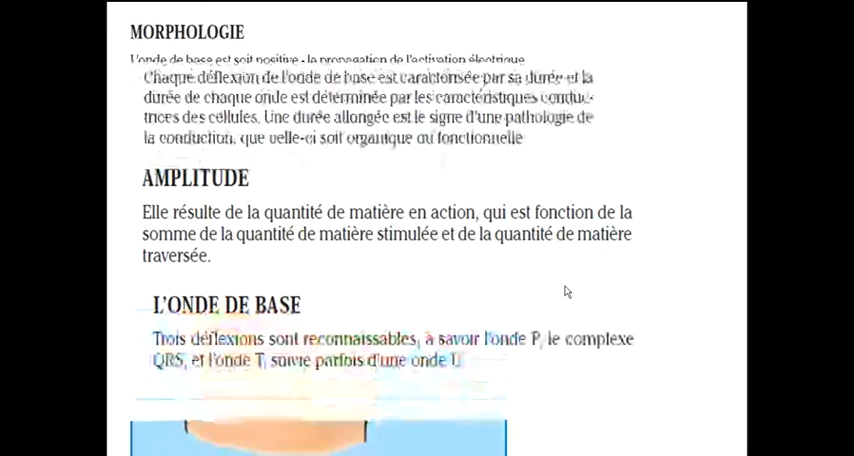 MORPHOLOGIE
L'onde de base est soit positive - la propagation de l'activation électrique
Chaque déflexion de l'onde de base est caractérisée par sa durée et la
durée de chaque onde est déterminée par les caractéristiques conduc-
trices des cellules. Une durée allongée est le signe d'une pathologie de
la conduction, que celle-ci soit organique ou fonctionnelle
AMPLITUDE
Elle résulte de la quantité de matière en action, qui est fonction de la
somme de la quantité de matière stimulée et de la quantité de matière
traversée.
L'ONDE DE BASE
Trois déflexions sont reconnaissables, à savoir l'onde P, le complexe
QRS, et l'onde T, suivie parfois d'une onde U